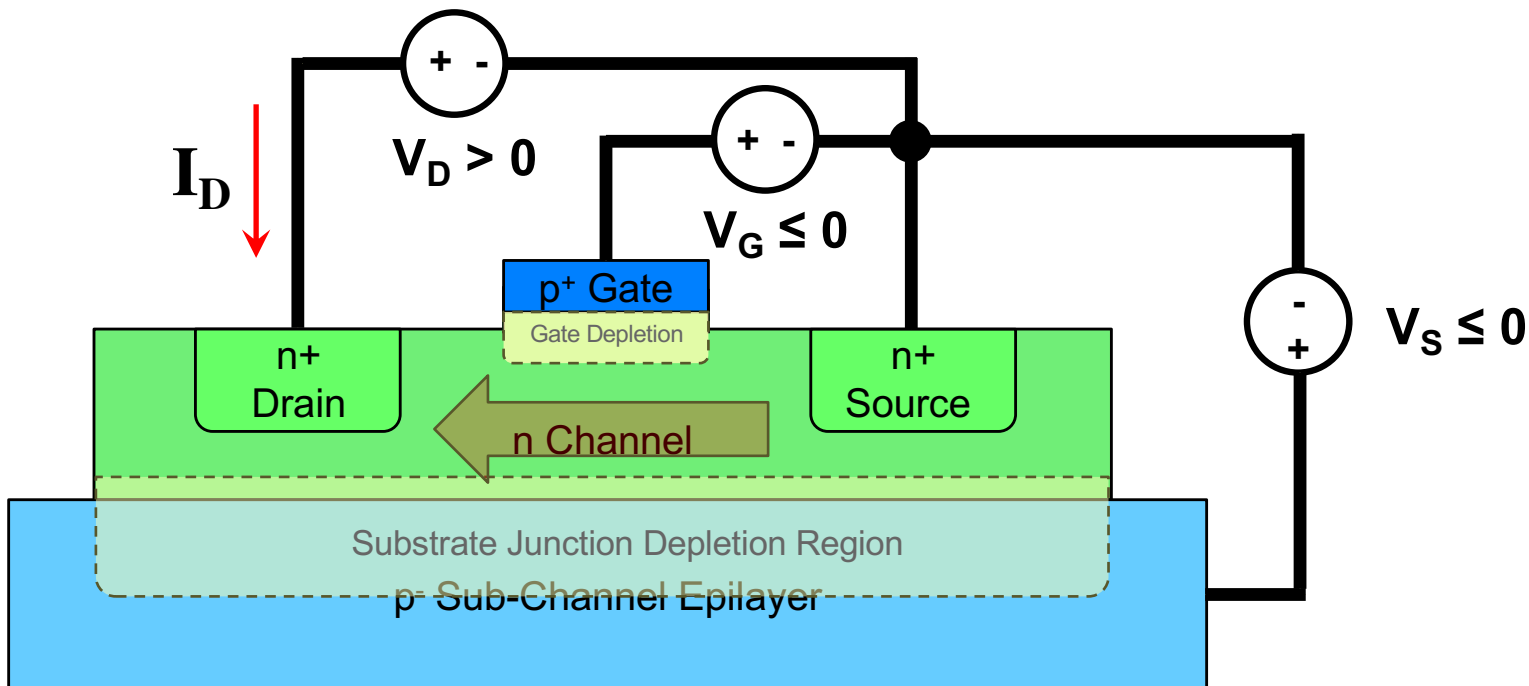 + -
V_D > 0
I_D
+ -
V_G ≤ 0
p⁺ Gate
Gate Depletion
n+
Drain
n+
Source
-
+
V_S ≤ 0
n Channel
Substrate Junction Depletion Region
p⁻ Sub-Channel Epilayer